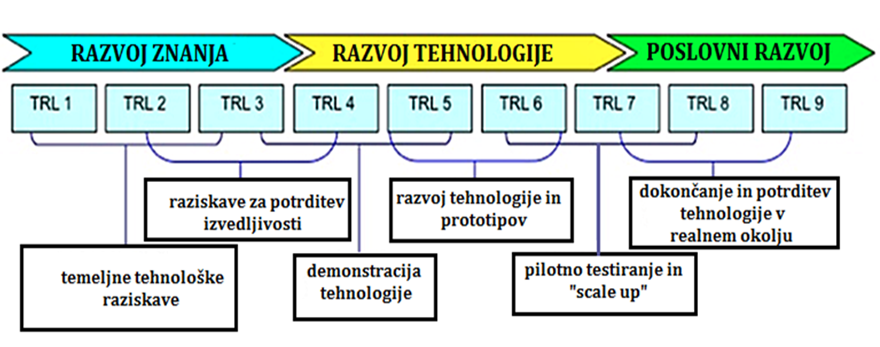 RAZVOJ ZNANJA
RAZVOJ TEHNOLOGIJE
POSLOVNI RAZVOJ
TRL 1
TRL 2
TRL 3
TRL 4
TRL 5
TRL 6
TRL 7
TRL 8
TRL 9
raziskave za potrditev
izvedljivosti
razvoj tehnologije in
prototipov
dokončanje in potrditev
tehnologije v
realnem okolju
temeljne tehnološke
raziskave
demonstracija
tehnologije
pilotno testiranje in
"scale up"